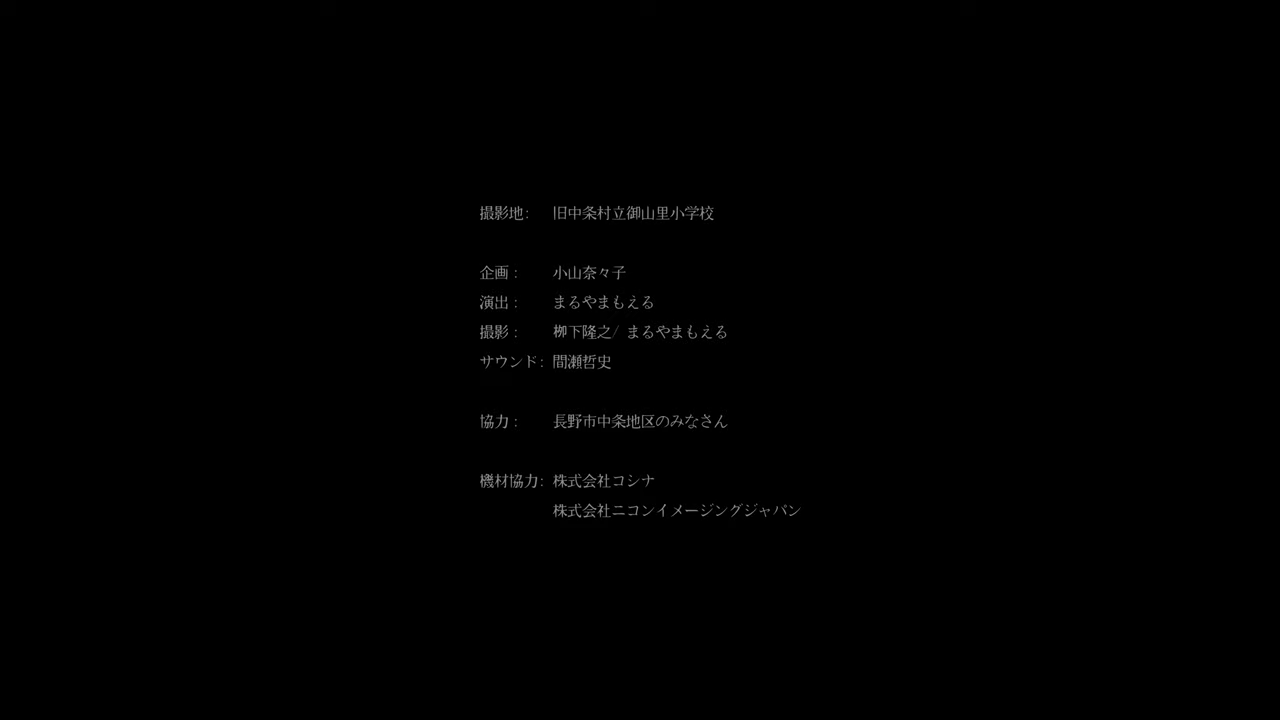 撮影地： 旧中条村立御山里小学校
企画： 小山奈々子
演出： まるやまもえる
撮影： 栁下隆之/ まるやまもえる
サウンド： 間瀬哲史
協力： 長野市中条地区のみなさん
機材協力： 株式会社コシナ
株式会社ニコンイメージングジャパン